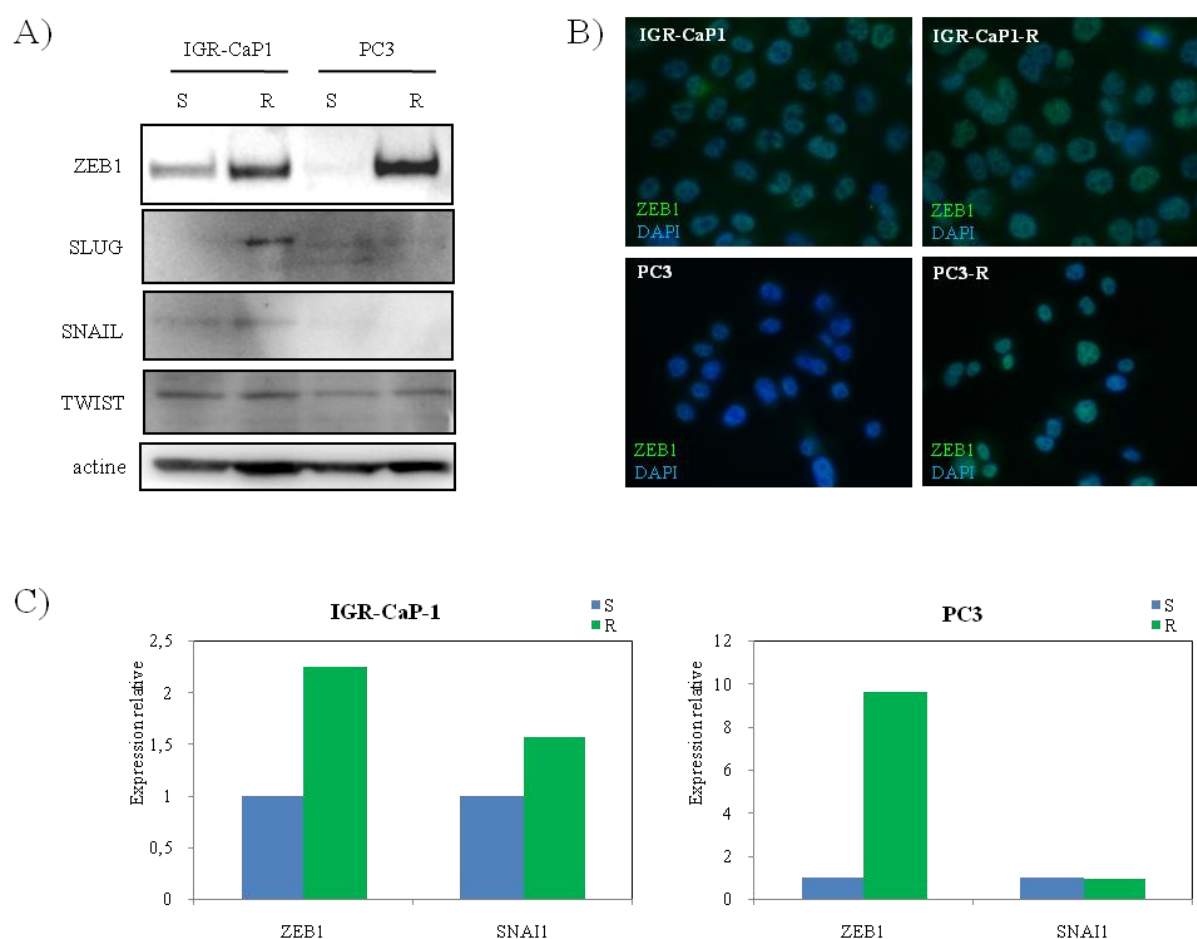 A)
IGR-CaP1 PC3
S R S R
ZEB1
SLUG
SNAIL
TWIST
actine
B)
IGR-CaP1
ZEB1
DAPI
IGR-CaP1-R
ZEB1
DAPI
PC3
ZEB1
DAPI
PC3-R
ZEB1
DAPI
C)
IGR-CaP-1
S
R
Expression relative
2,5
2
1,5
1
0,5
0
ZEB1 SNAI1
PC3
S
R
Expression relative
12
10
8
6
4
2
0
ZEB1 SNAI1